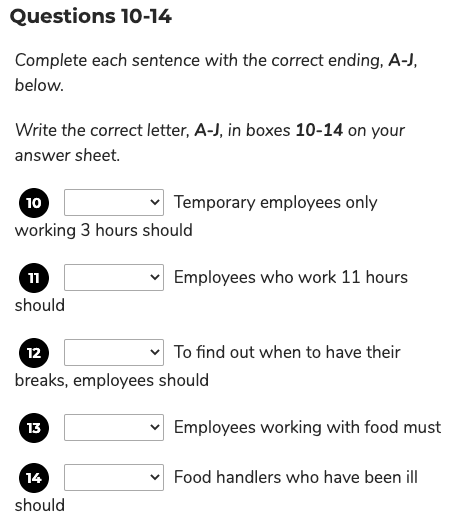 Questions 10-14
Complete each sentence with the correct ending, A-J,
below.
Write the correct letter, A-J, in boxes 10-14 on your
answer sheet.
10 Temporary employees only
working 3 hours should
11 Employees who work 11 hours
should
12 To find out when to have their
breaks, employees should
13 Employees working with food must
14 Food handlers who have been ill
should